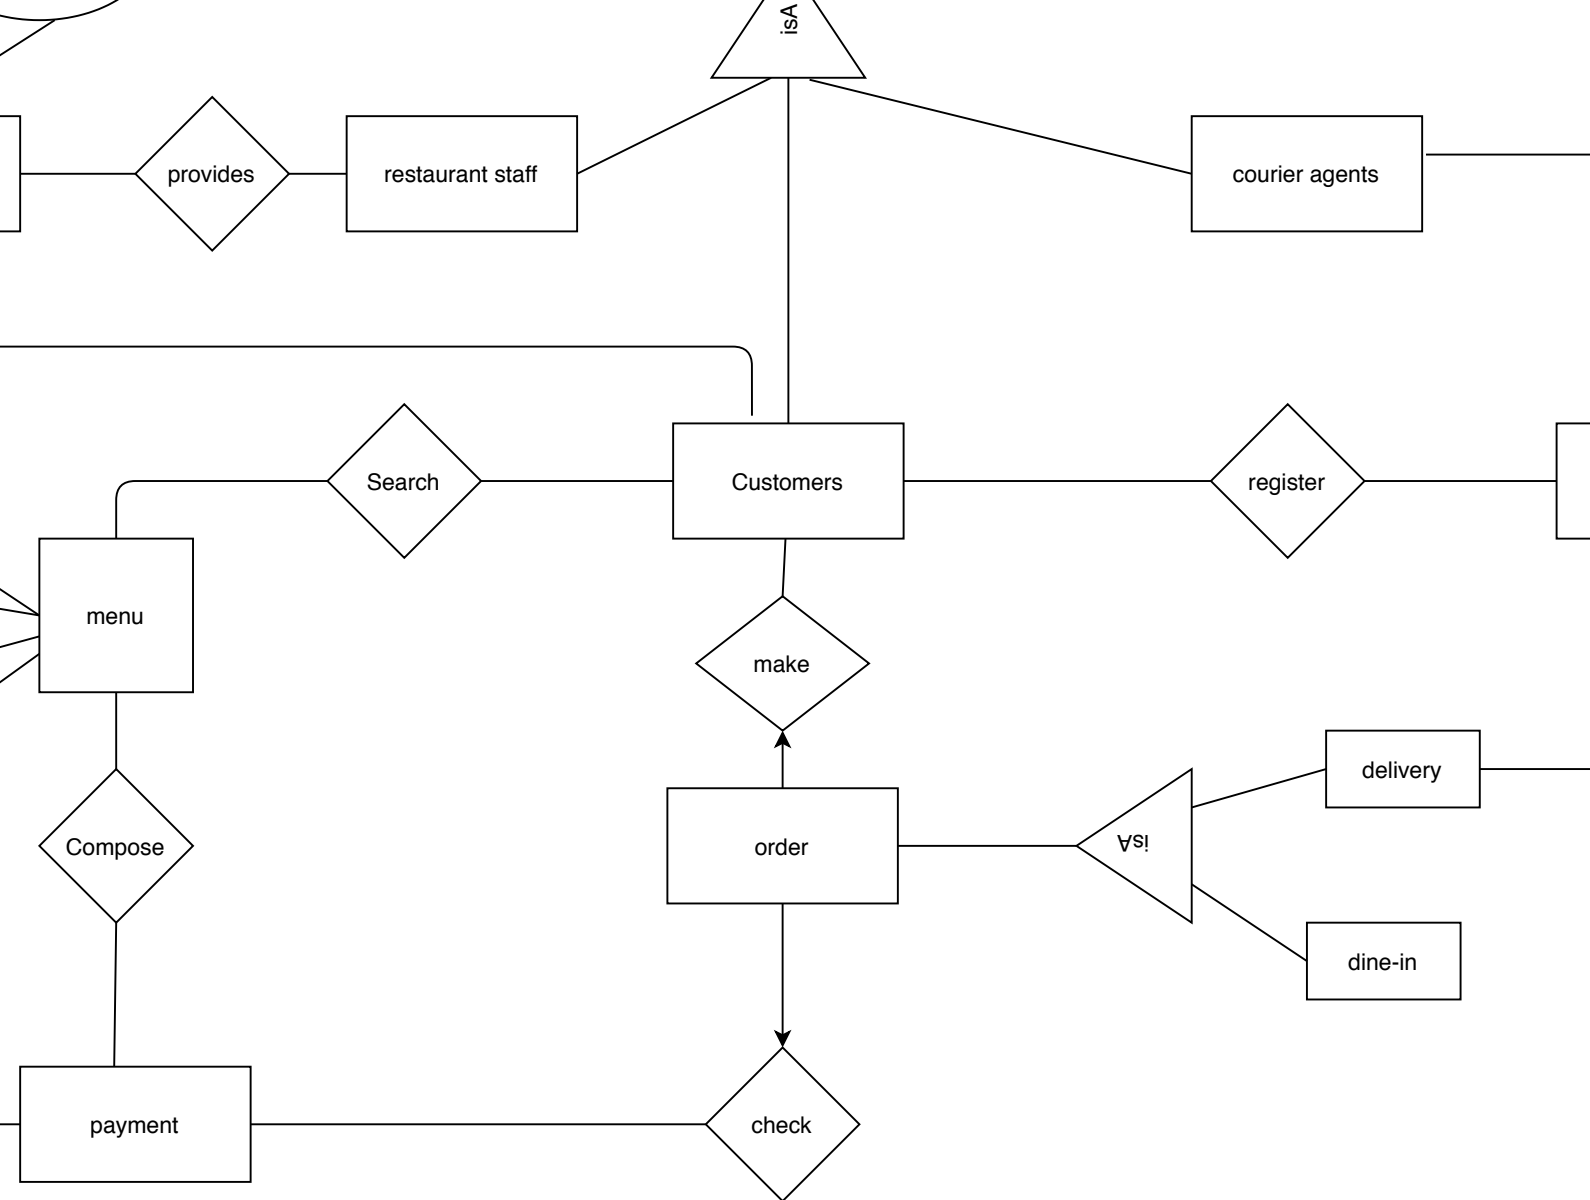 isA
provides
restaurant staff
courier agents
Search
Customers
register
menu
make
delivery
Compose
order
isA
dine-in
payment
check